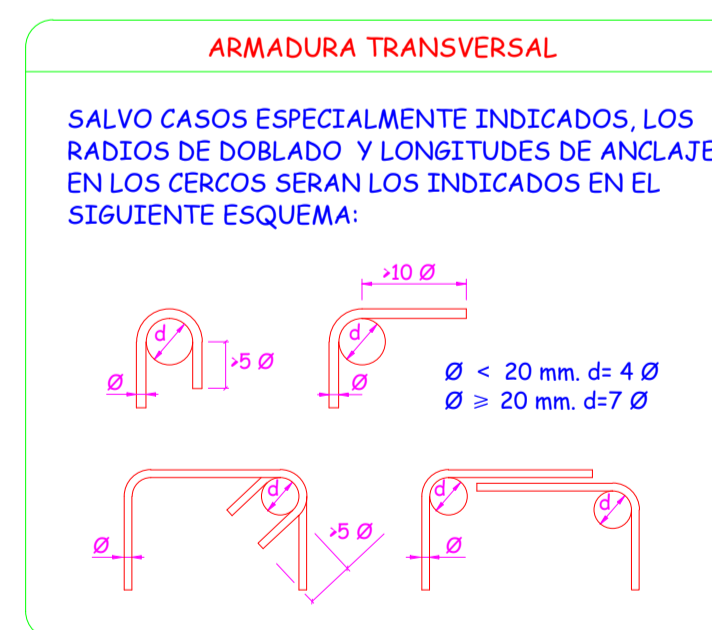 ARMADURA TRANSVERSAL
SALVO CASOS ESPECIALMENTE INDICADOS, LOS
RADIOS DE DOBLADO Y LONGITUDES DE ANCLAJE
EN LOS CERCOS SERAN LOS INDICADOS EN EL
SIGUIENTE ESQUEMA:
>10 Ø
d
d
>5 Ø
Ø
Ø
Ø < 20 mm. d= 4 Ø
Ø ≥ 20 mm. d=7 Ø
d
d
d
>5 Ø
Ø
Ø